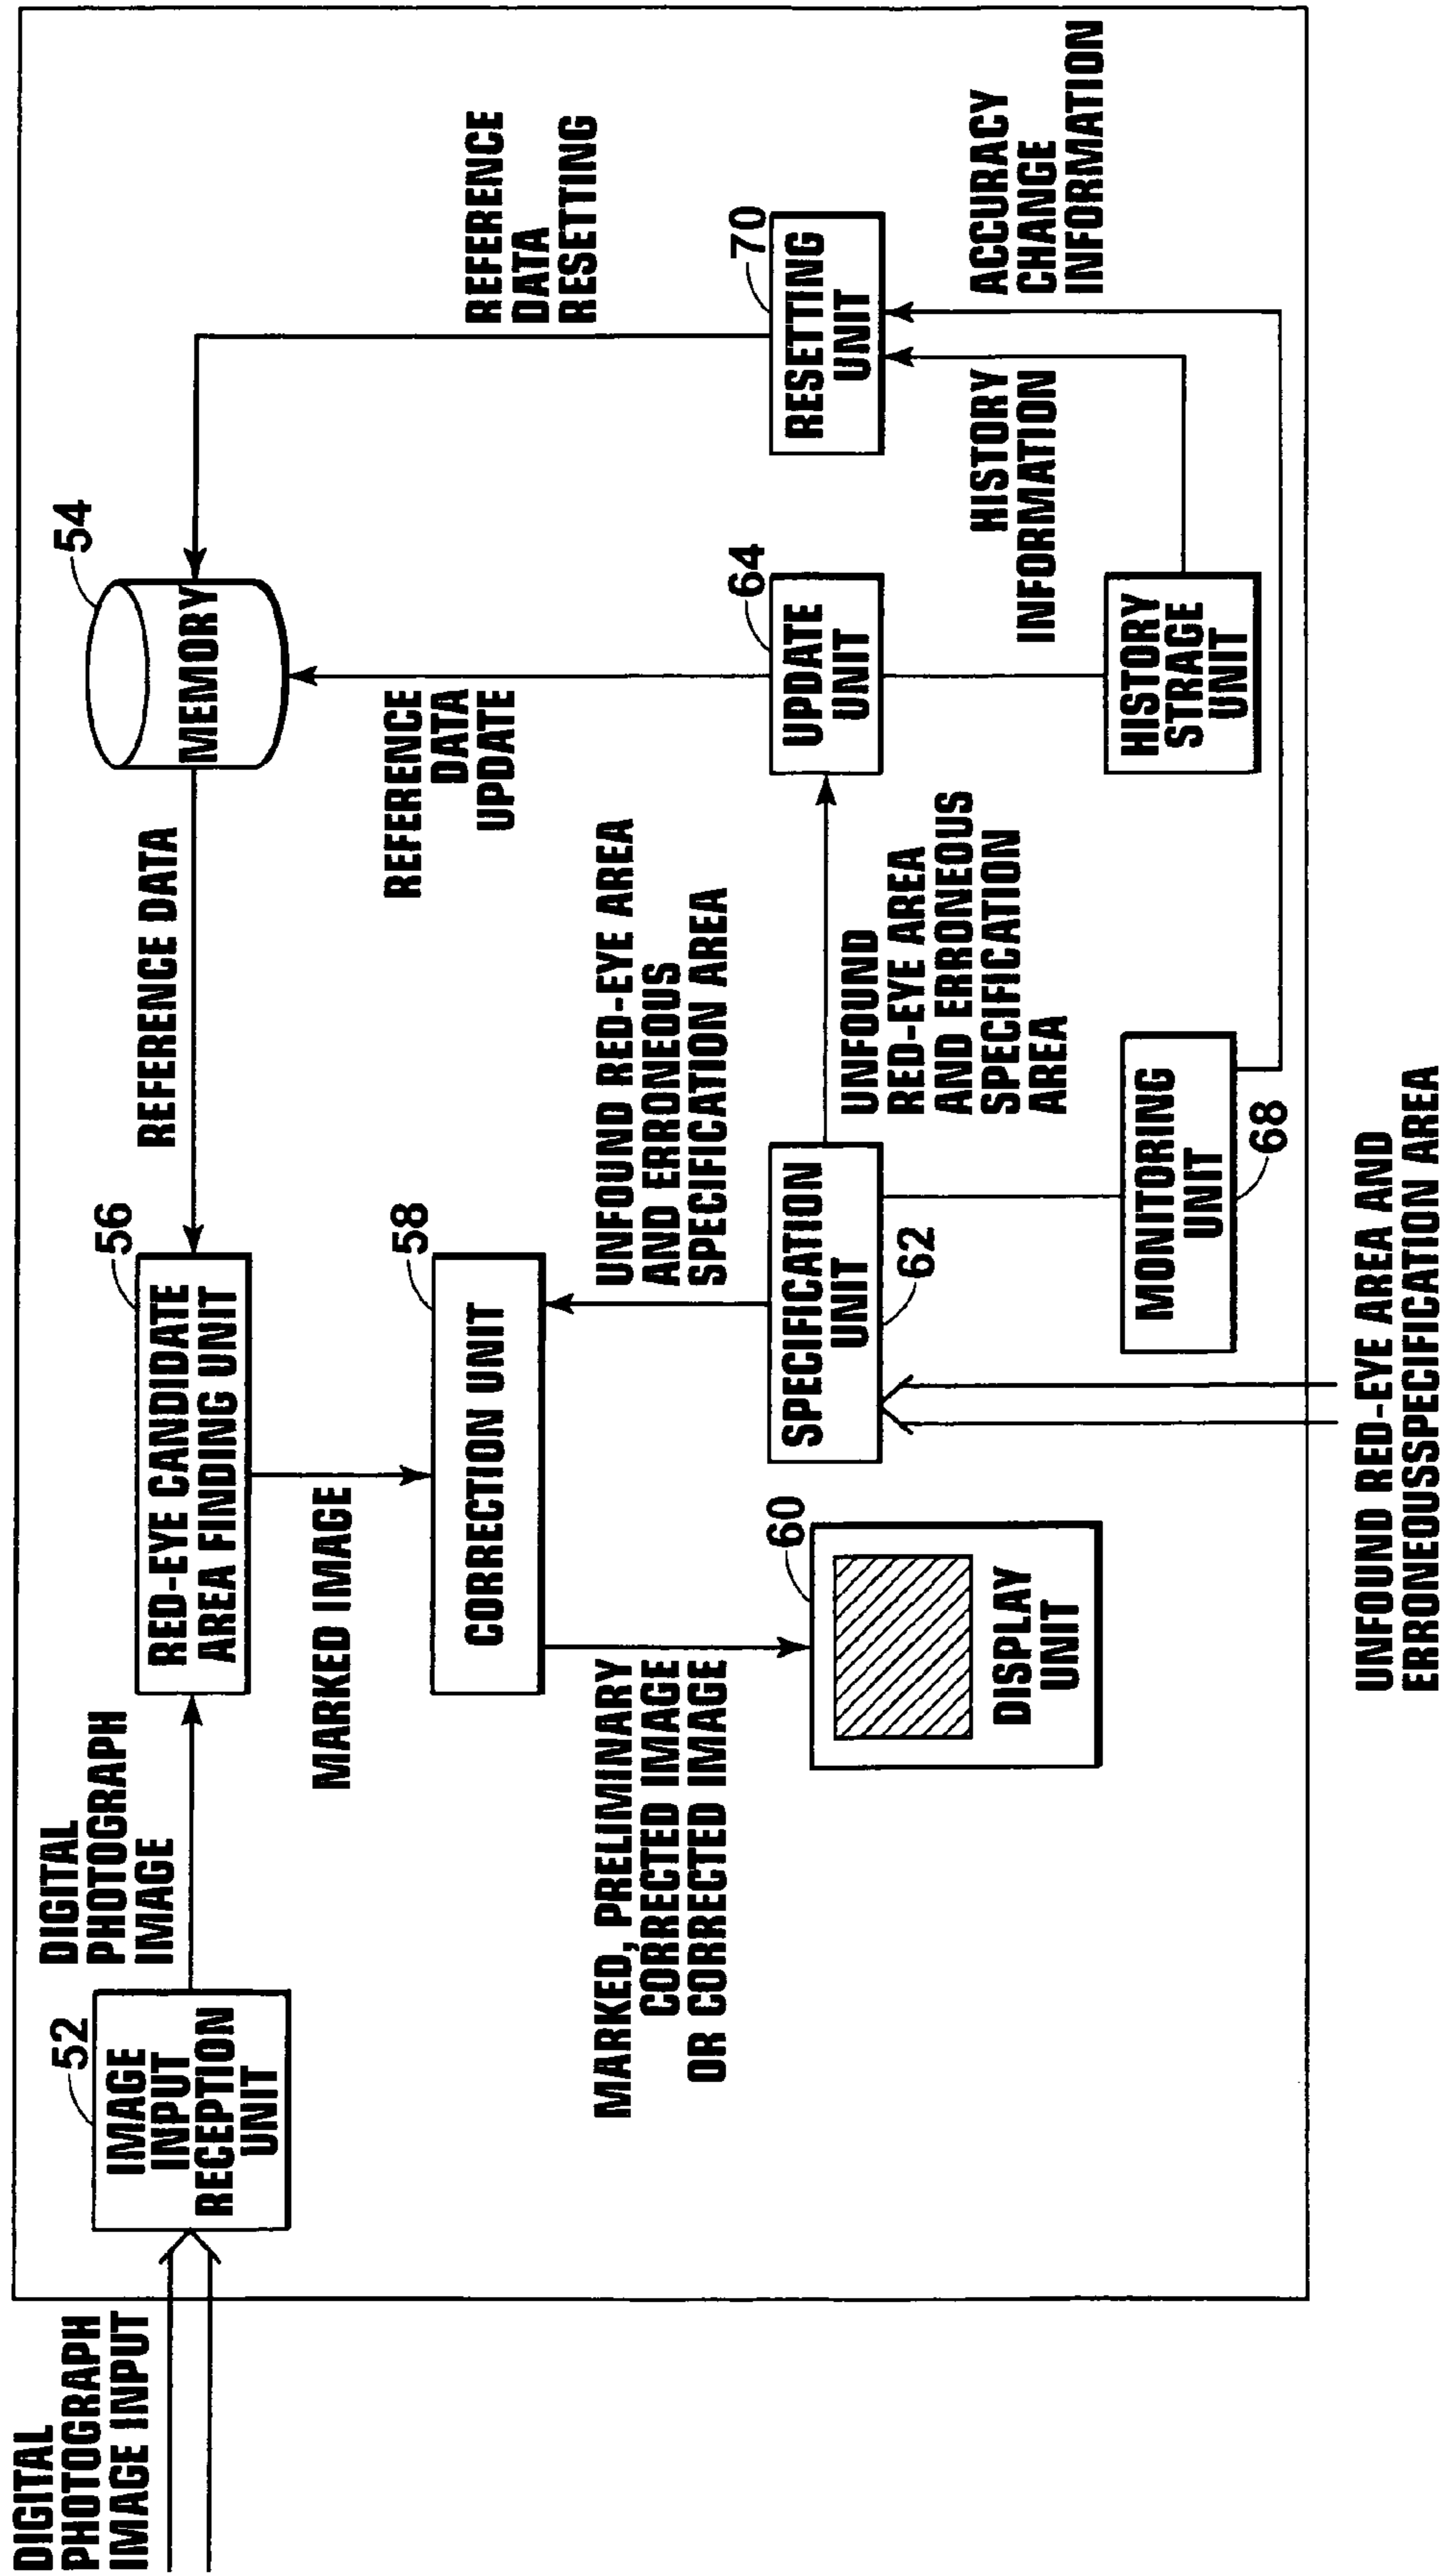 DIGITAL
PHOTOGRAPH
IMAGE INPUT
52
IMAGE
INPUT
RECEPTION
UNIT
DIGITAL
PHOTOGRAPH
IMAGE
56
RED-EYE CANDIDATE
AREA FINDING UNIT
REFERENCE DATA
54
MEMORY
REFERENCE
DATA
RESETTING
MARKED IMAGE
58
CORRECTION UNIT
REFERENCE
DATA
UPDATE
MARKED, PRELIMINARY
CORRECTED IMAGE
OR CORRECTED IMAGE
UNFOUND RED-EYE AREA
AND ERRONEOUS
SPECIFICATION AREA
60
DISPLAY
UNIT
SPECIFICATION
UNIT
62
UNFOUND
RED-EYE AREA
AND ERRONEOUS
SPECIFICATION
AREA
64
UPDATE
UNIT
70
RESETTING
UNIT
HISTORY
INFORMATION
ACCURACY
CHANGE
INFORMATION
MONITORING
UNIT
68
HISTORY
STRAGE
UNIT
UNFOUND RED-EYE AREA AND
ERRONEOUSSPECIFICATION AREA